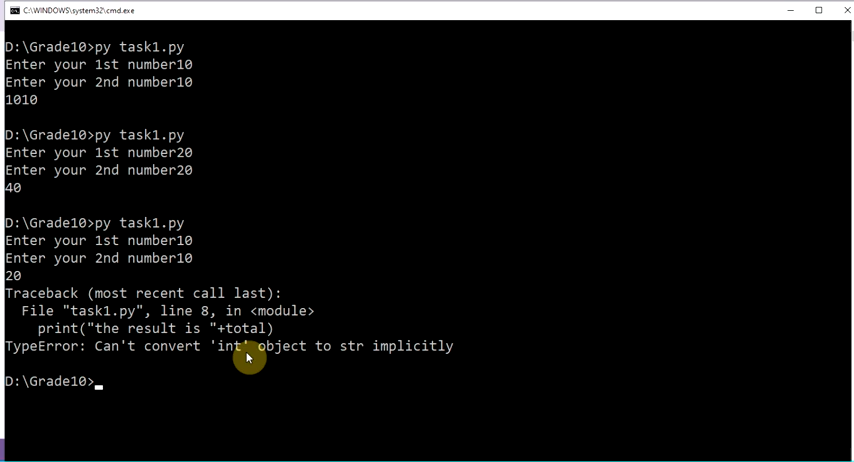 C:\WINDOWS\system32\cmd.exe
D:\Grade10>py task1.py
Enter your 1st number10
Enter your 2nd number10
1010
D:\Grade10>py task1.py
Enter your 1st number20
Enter your 2nd number20
40
D:\Grade10>py task1.py
Enter your 1st number10
Enter your 2nd number10
20
Traceback (most recent call last):
  File "task1.py", line 8, in <module>
    print("the result is "+total)
TypeError: Can't convert 'int' object to str implicitly
D:\Grade10>